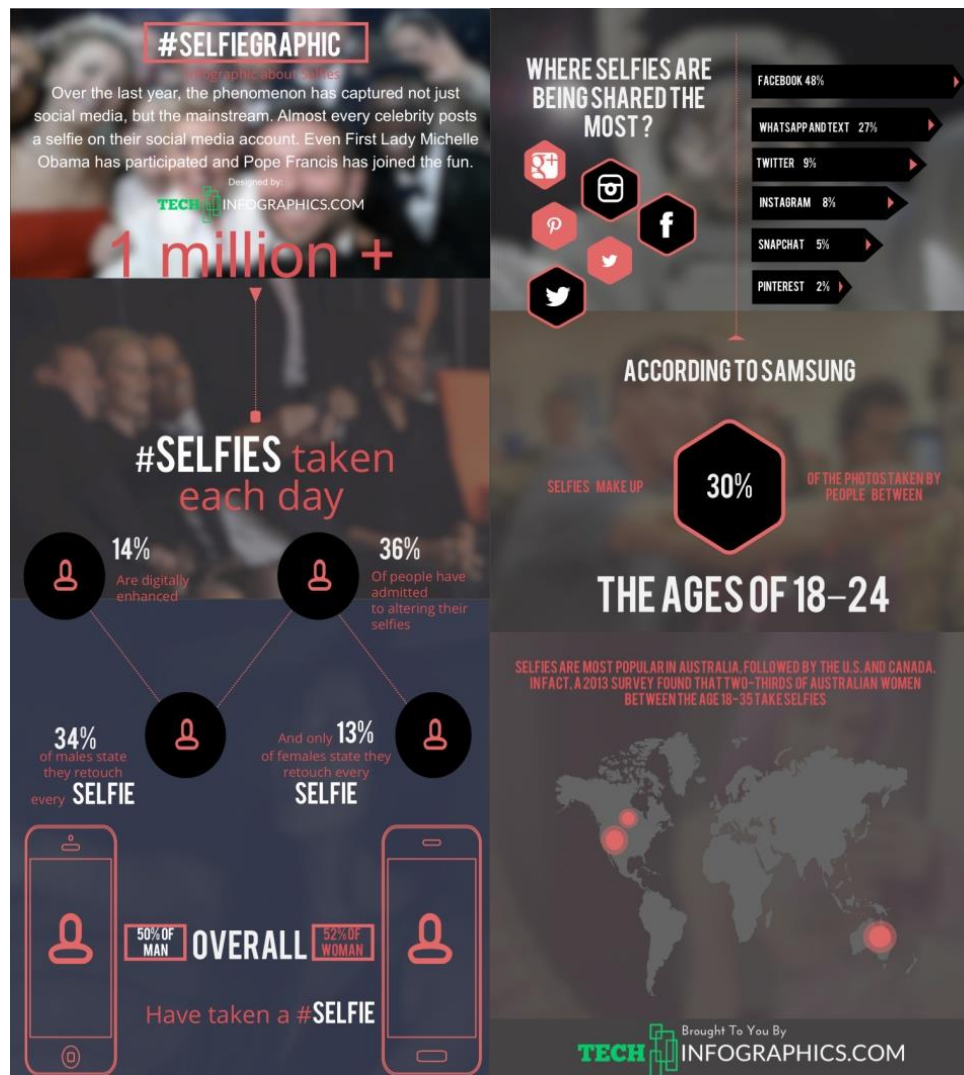 #SELFIEGRAPHIC
Infographic about selfies
Over the last year, the phenomenon has captured not just
social media, but the mainstream. Almost every celebrity posts
a selfie on their social media account. Even First Lady Michelle
Obama has participated and Pope Francis has joined the fun.
Designed by:
TECH INFOGRAPHICS.COM
1 million +
#SELFIES taken
each day
14%
Are digitally
enhanced
36%
Of people have
admitted
to altering their
selfies
34%
of males state
they retouch
every SELFIE
And only 13%
of females state they
retouch every
SELFIE
50% OF
MAN
OVERALL
52% OF
WOMAN
Have taken a #SELFIE
WHERE SELFIES ARE
BEING SHARED THE
MOST ?
FACEBOOK 48%
WHATSAPP AND TEXT 27%
TWITTER 9%
INSTAGRAM 8%
SNAPCHAT 5%
PINTEREST 2%
ACCORDING TO SAMSUNG
SELFIES MAKE UP
30%
OF THE PHOTOS TAKEN BY
PEOPLE BETWEEN
THE AGES OF 18-24
SELFIES ARE MOST POPULAR IN AUSTRALIA, FOLLOWED BY THE U.S. AND CANADA.
IN FACT, A 2013 SURVEY FOUND THAT TWO-THIRDS OF AUSTRALIAN WOMEN
BETWEEN THE AGE 18-35 TAKE SELFIES
Brought To You By
TECH INFOGRAPHICS.COM